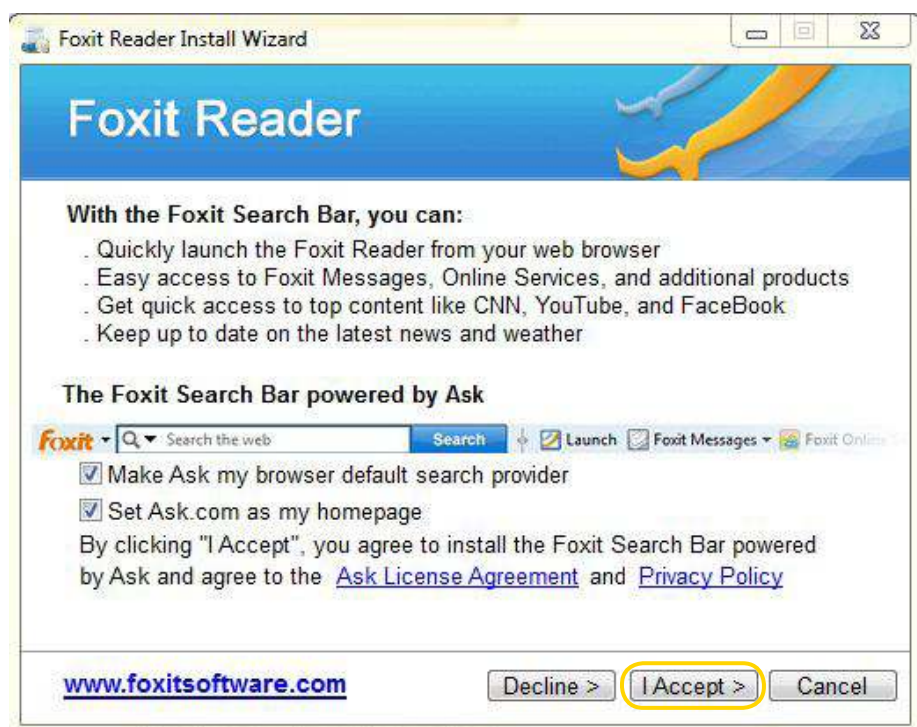 Foxit Reader Install Wizard
Foxit Reader
With the Foxit Search Bar, you can:
. Quickly launch the Foxit Reader from your web browser
. Easy access to Foxit Messages, Online Services, and additional products
. Get quick access to top content like CNN, YouTube, and FaceBook
. Keep up to date on the latest news and weather
The Foxit Search Bar powered by Ask
Foxit Search the web Search Launch Foxit Messages Foxit
Make Ask my browser default search provider
Set Ask.com as my homepage
By clicking "I Accept", you agree to install the Foxit Search Bar powered
by Ask and agree to the Ask License Agreement and Privacy Policy
www.foxitsoftware.com Decline > I Accept > Cancel